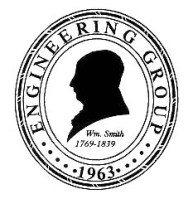 ENGINEERING GROUP
Wm. Smith
1769-1839
1963